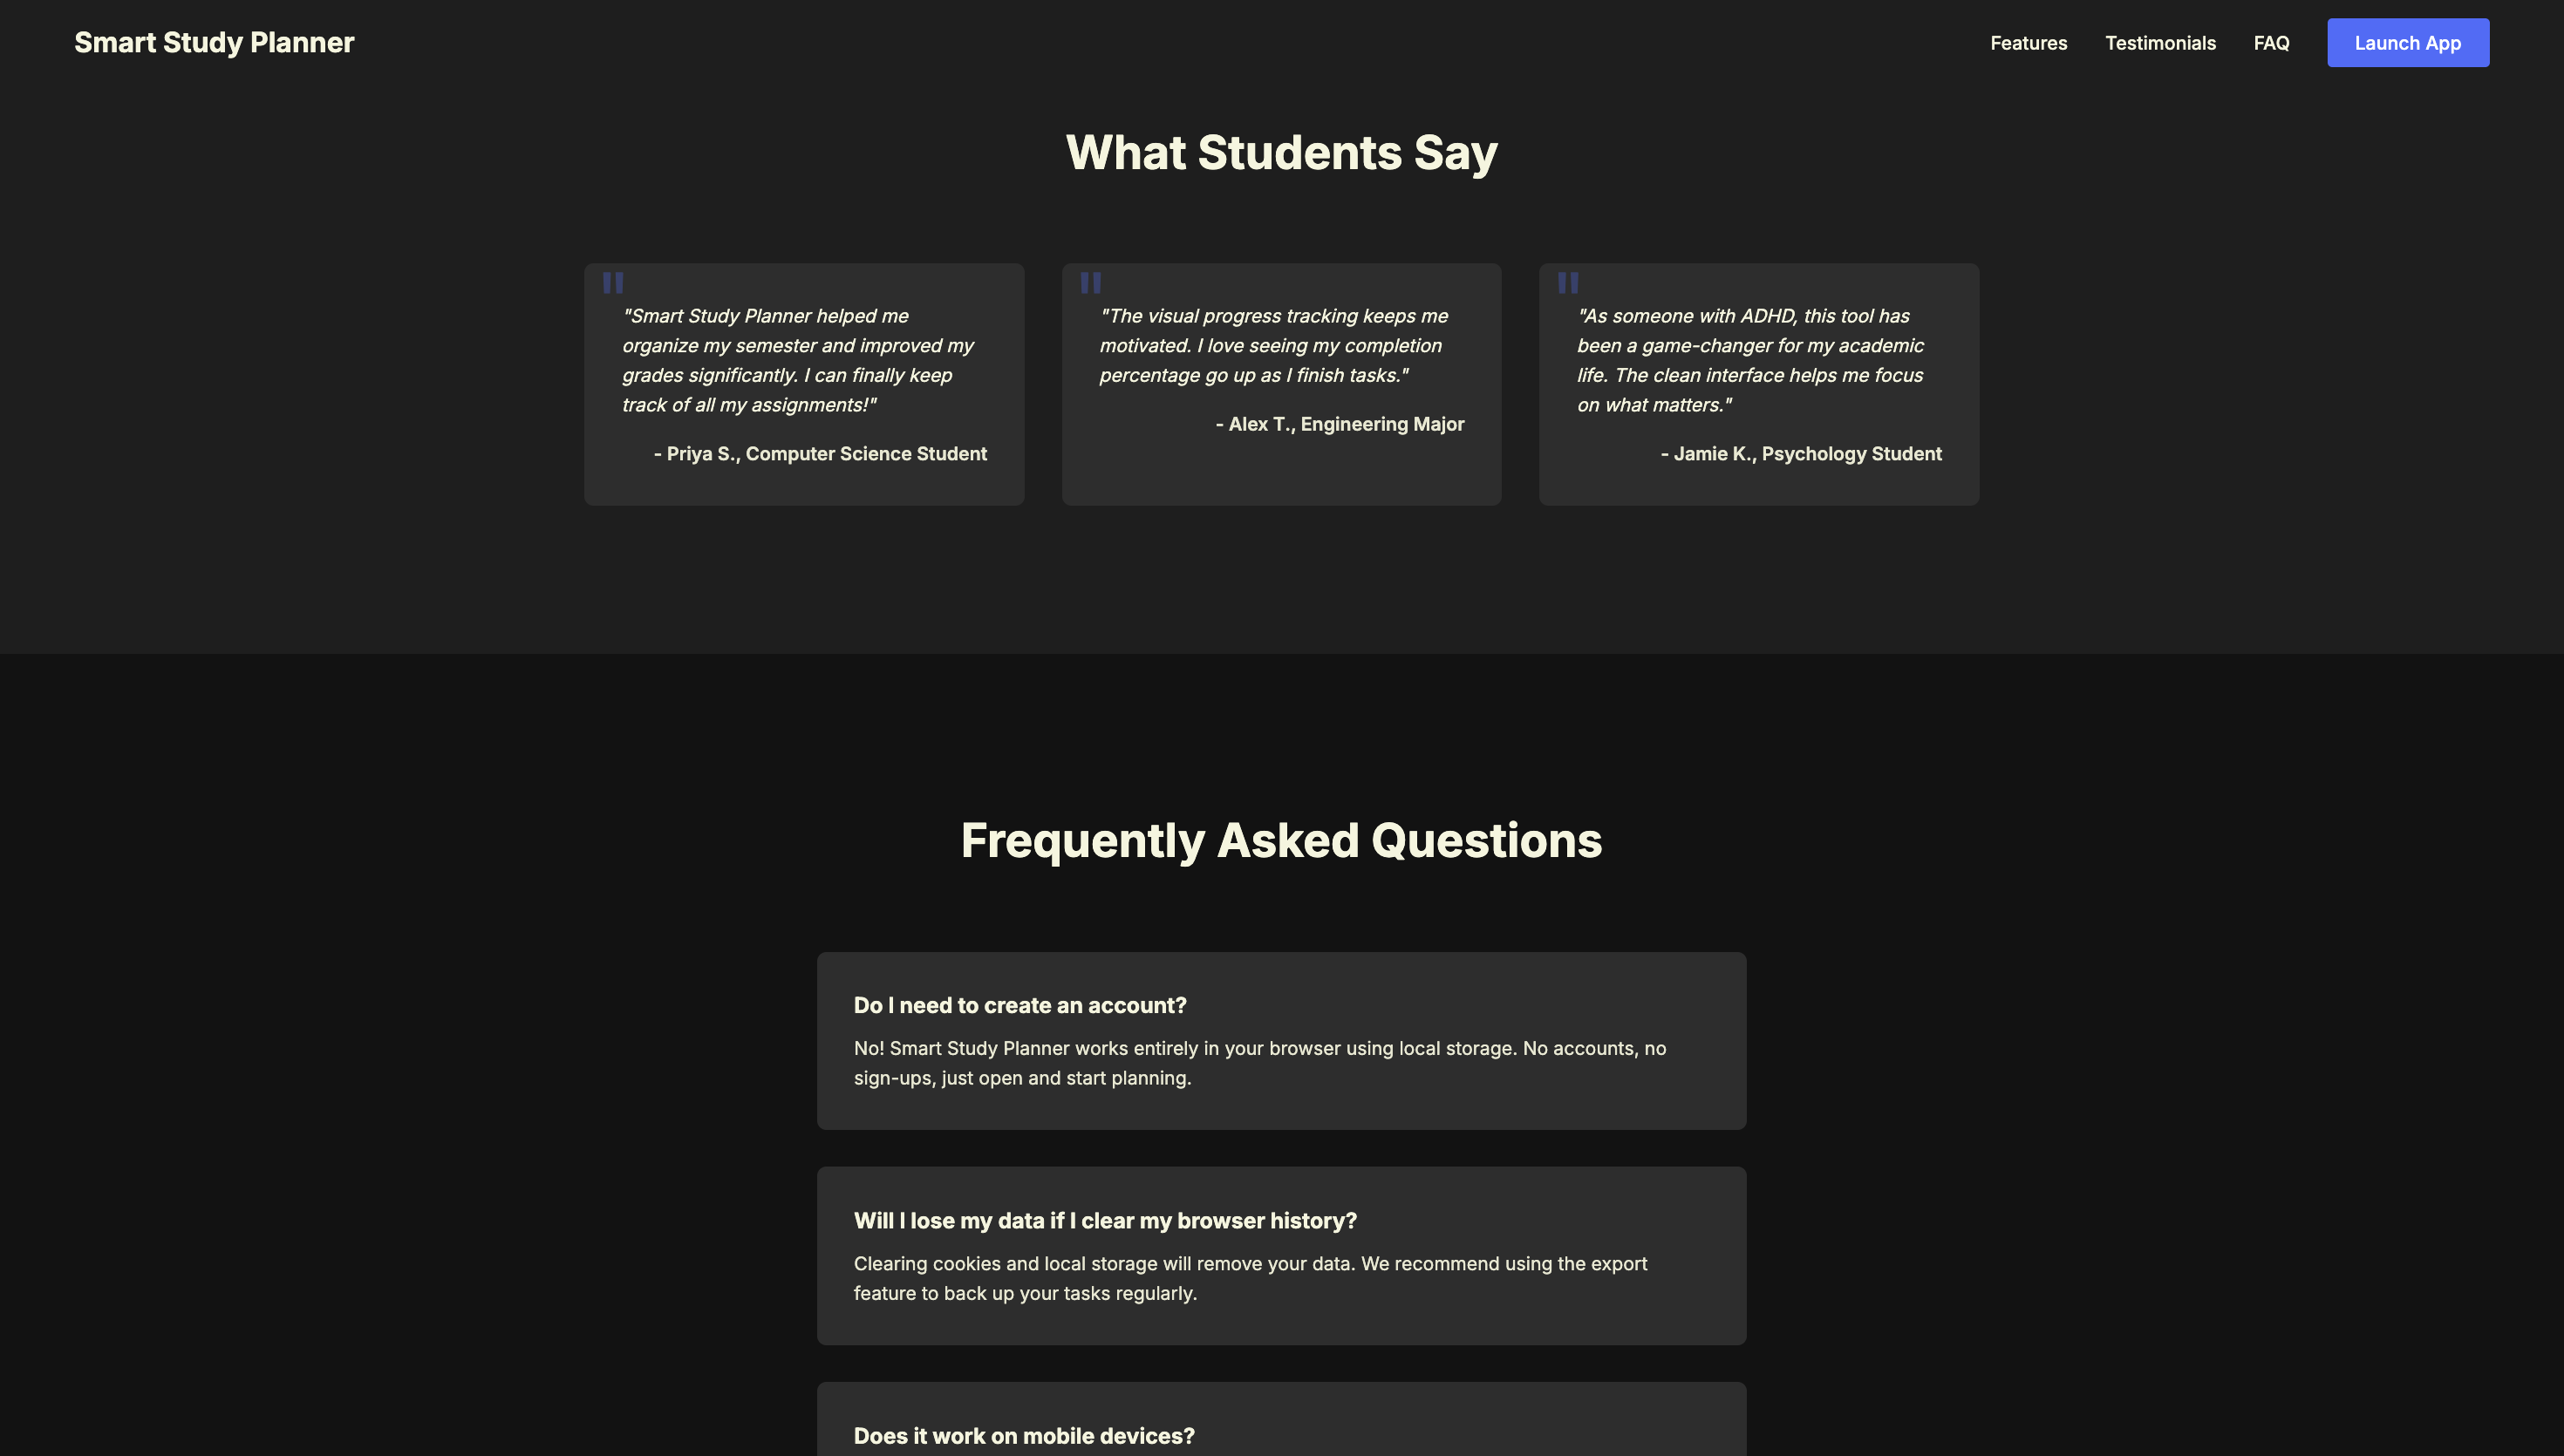 Smart Study Planner
Features
Testimonials
FAQ
Launch App
What Students Say
"
"Smart Study Planner helped me
organize my semester and improved my
grades significantly. I can finally keep
track of all my assignments!"
- Priya S., Computer Science Student
"
"The visual progress tracking keeps me
motivated. I love seeing my completion
percentage go up as I finish tasks."
- Alex T., Engineering Major
"
"As someone with ADHD, this tool has
been a game-changer for my academic
life. The clean interface helps me focus
on what matters."
- Jamie K., Psychology Student
Frequently Asked Questions
Do I need to create an account?
No! Smart Study Planner works entirely in your browser using local storage. No accounts, no
sign-ups, just open and start planning.
Will I lose my data if I clear my browser history?
Clearing cookies and local storage will remove your data. We recommend using the export
feature to back up your tasks regularly.
Does it work on mobile devices?